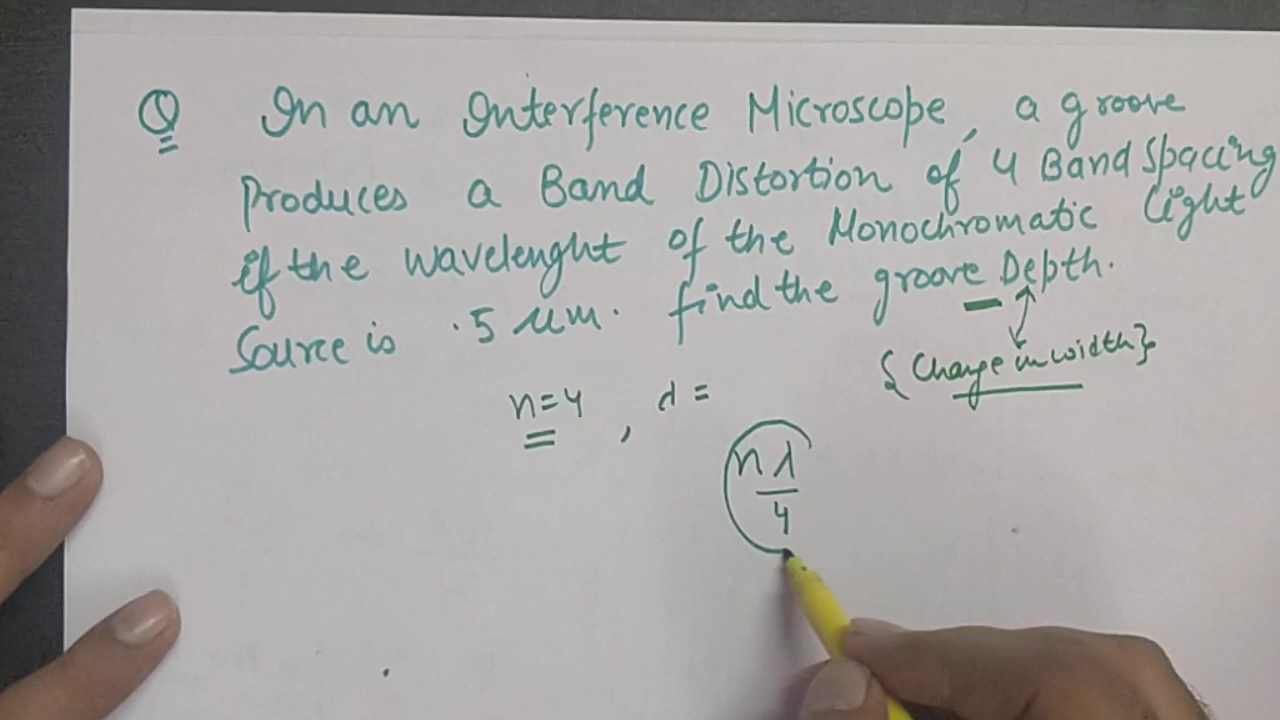 Q In an Interference Microscope, a groove
Produces a Band Distortion of 4 Band Spacing
if the wavelenght of the Monochromatic light
Source is .5 um. find the groove Depth.
{Change in width}
n=4, d =
nλ
4